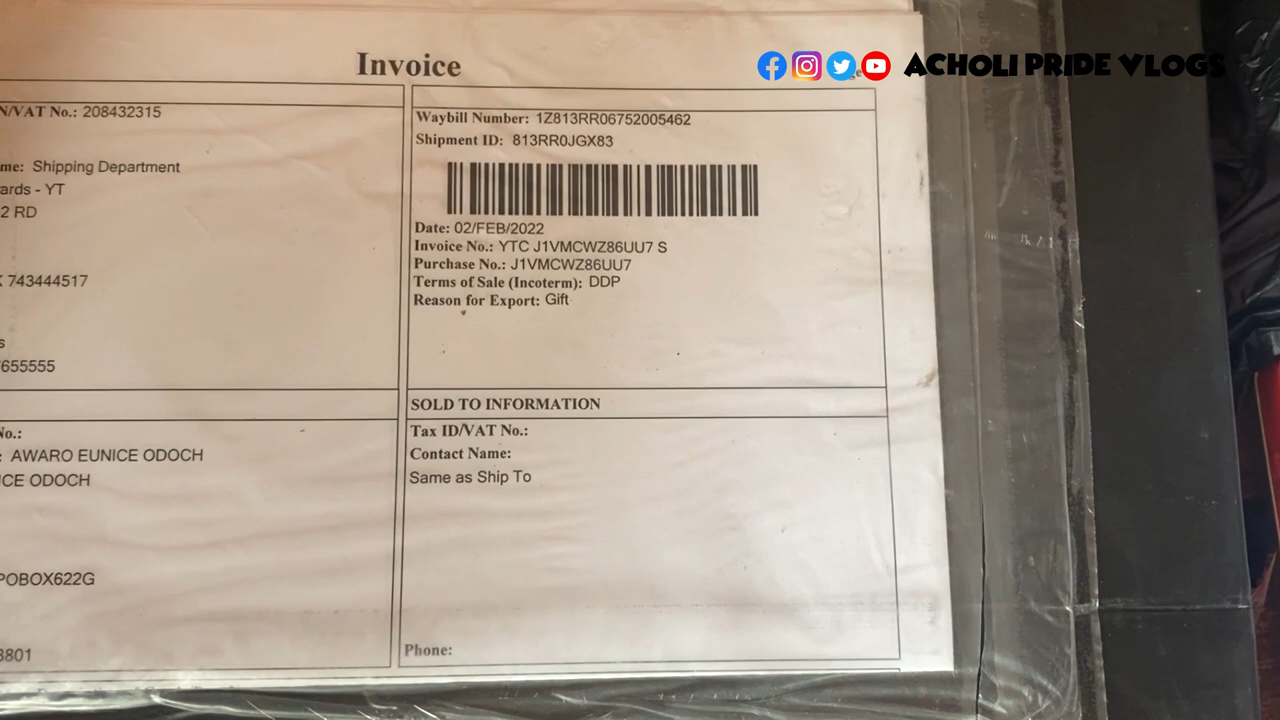 ACHOLI PRIDE VLOGS
Invoice
N/VAT No.: 208432315
me: Shipping Department
ards - YT
2 RD
743444517
s
655555
No.:
: AWARO EUNICE ODOCH
ICE ODOCH
POBOX622G
3801
Waybill Number: 1Z813RR06752005462
Shipment ID: 813RR0JGX83
Date: 02/FEB/2022
Invoice No.: YTC J1VMCWZ86UU7 S
Purchase No.: J1VMCWZ86UU7
Terms of Sale (Incoterm): DDP
Reason for Export: Gift
SOLD TO INFORMATION
Tax ID/VAT No.:
Contact Name:
Same as Ship To
Phone: